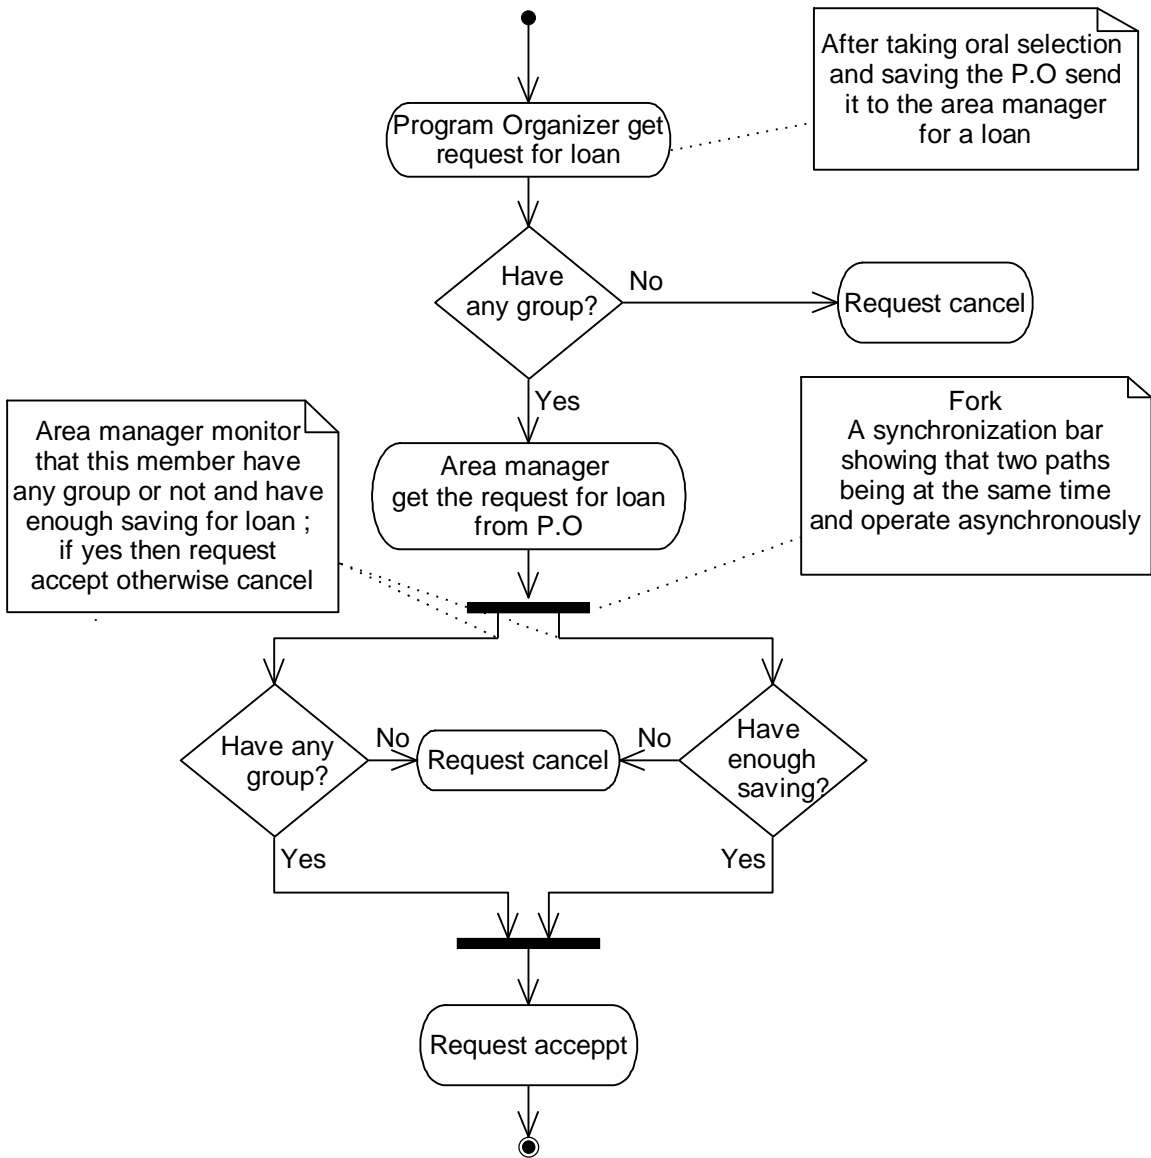 After taking oral selection
and saving the P.O send
it to the area manager
for a loan
Program Organizer get
request for loan
Have
any group?
No
Request cancel
Yes
Fork
A synchronization bar
showing that two paths
being at the same time
and operate asynchronously
Area manager monitor
that this member have
any group or not and have
enough saving for loan ;
if yes then request
accept otherwise cancel
Area manager
get the request for loan
from P.O
Have any
group?
No
Request cancel
No
Have
enough
saving?
Yes
Yes
Request acceppt